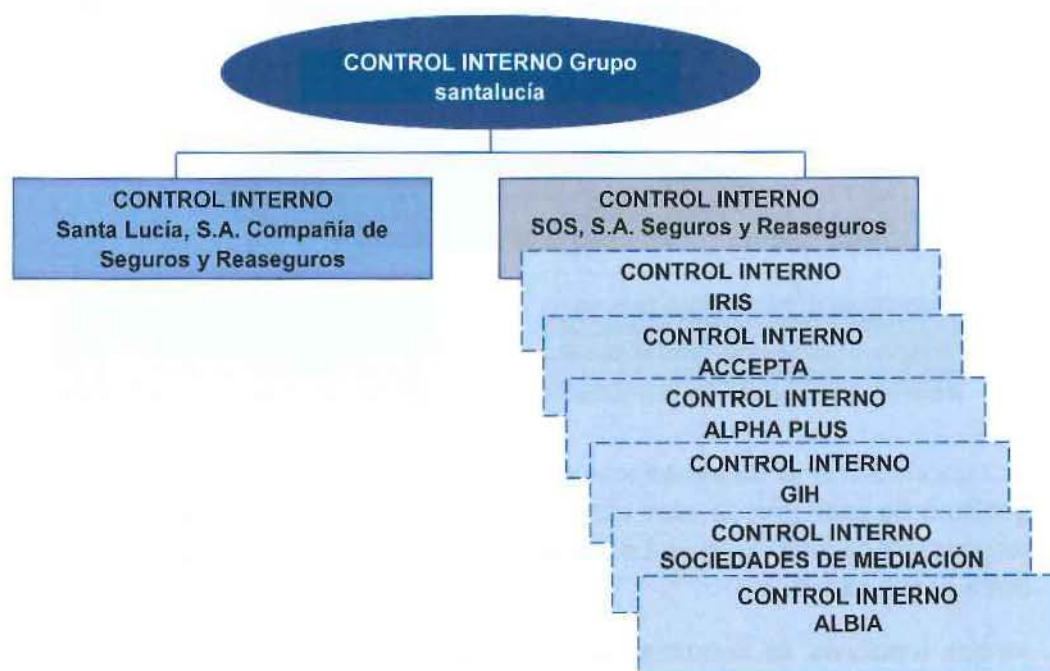 CONTROL INTERNO Grupo
santalucía
CONTROL INTERNO
Santa Lucía, S.A. Compañía de
Seguros y Reaseguros
CONTROL INTERNO
SOS, S.A. Seguros y Reaseguros
CONTROL INTERNO
IRIS
CONTROL INTERNO
ACCEPTA
CONTROL INTERNO
ALPHA PLUS
CONTROL INTERNO
GIH
CONTROL INTERNO
SOCIEDADES DE MEDIACIÓN
CONTROL INTERNO
ALBIA